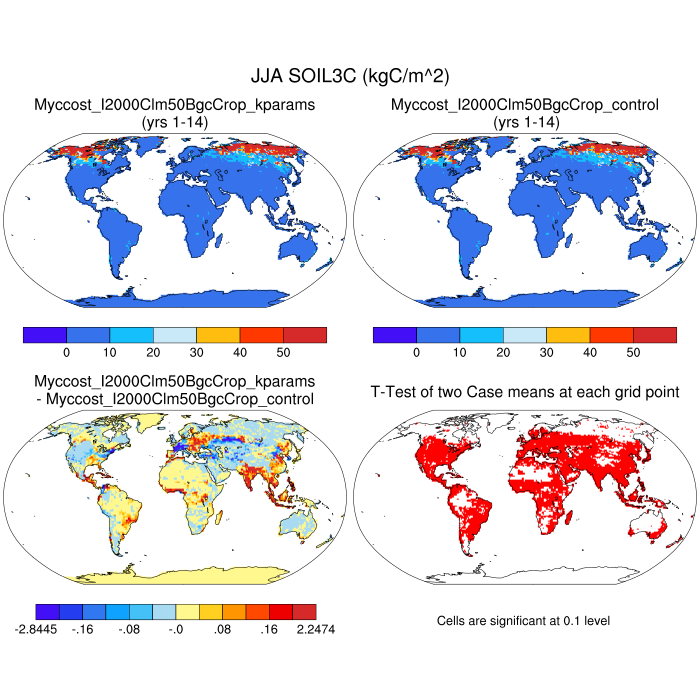 JJA SOIL3C (kgC/m^2)
Myccost_I2000Clm50BgcCrop_kparams
(yrs 1-14)
Myccost_I2000Clm50BgcCrop_control
(yrs 1-14)
0 10 20 30 40 50
0 10 20 30 40 50
Myccost_I2000Clm50BgcCrop_kparams
- Myccost_I2000Clm50BgcCrop_control
T-Test of two Case means at each grid point
-2.8445 -.16 -.08 -.0 .08 .16 2.2474
Cells are significant at 0.1 level